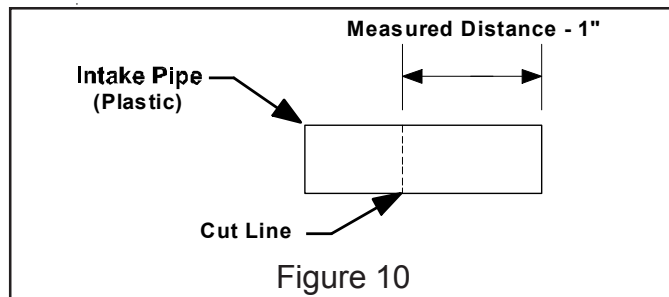 Measured Distance - 1"
Intake Pipe
(Plastic)
Cut Line
Figure 10